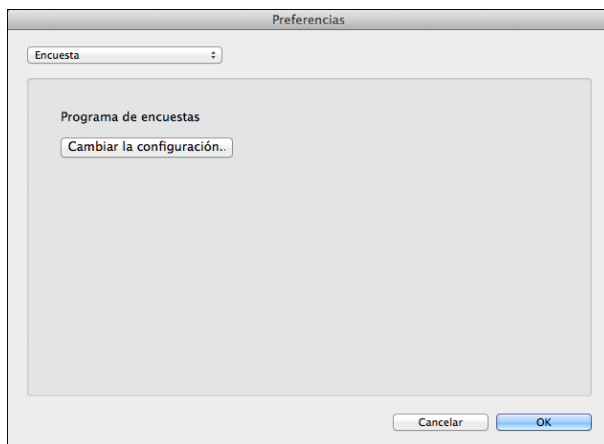 Preferencias
Encuesta
Programa de encuestas
Cambiar la configuración..
Cancelar
OK